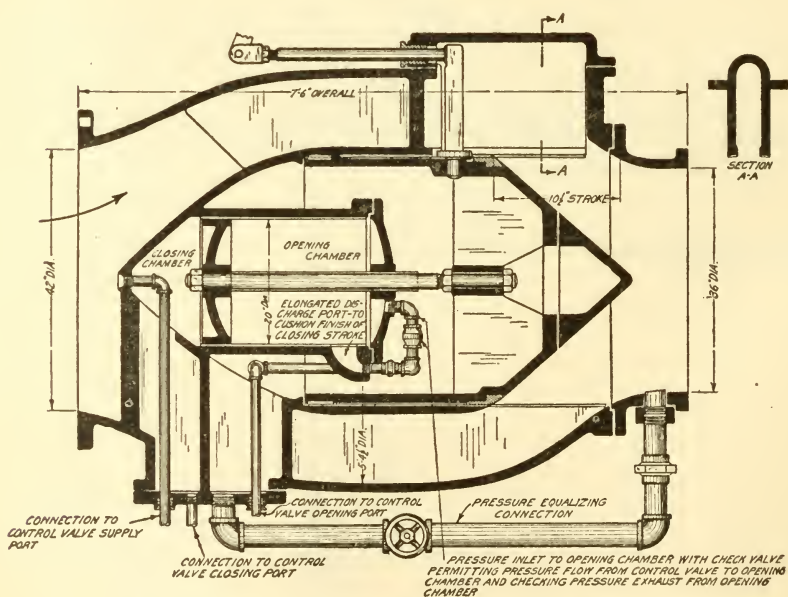 A
7'-6" OVERALL
A
SECTION
A-A
10½" STROKE
42" DIA.
CLOSING
CHAMBER
OPENING
CHAMBER
20" DIA.
ELONGATED DIS-
CHARGE PORT-TO
CUSHION FINISH OF
CLOSING STROKE
36" DIA.
5'-4½" DIA.
CONNECTION TO
CONTROL VALVE SUPPLY
PORT
CONNECTION TO CONTROL
VALVE OPENING PORT
CONNECTION TO CONTROL
VALVE CLOSING PORT
PRESSURE EQUALIZING
CONNECTION
PRESSURE INLET TO OPENING CHAMBER WITH CHECK VALVE
PERMITTING PRESSURE FLOW FROM CONTROL VALVE TO OPENING
CHAMBER AND CHECKING PRESSURE EXHAUST FROM OPENING
CHAMBER